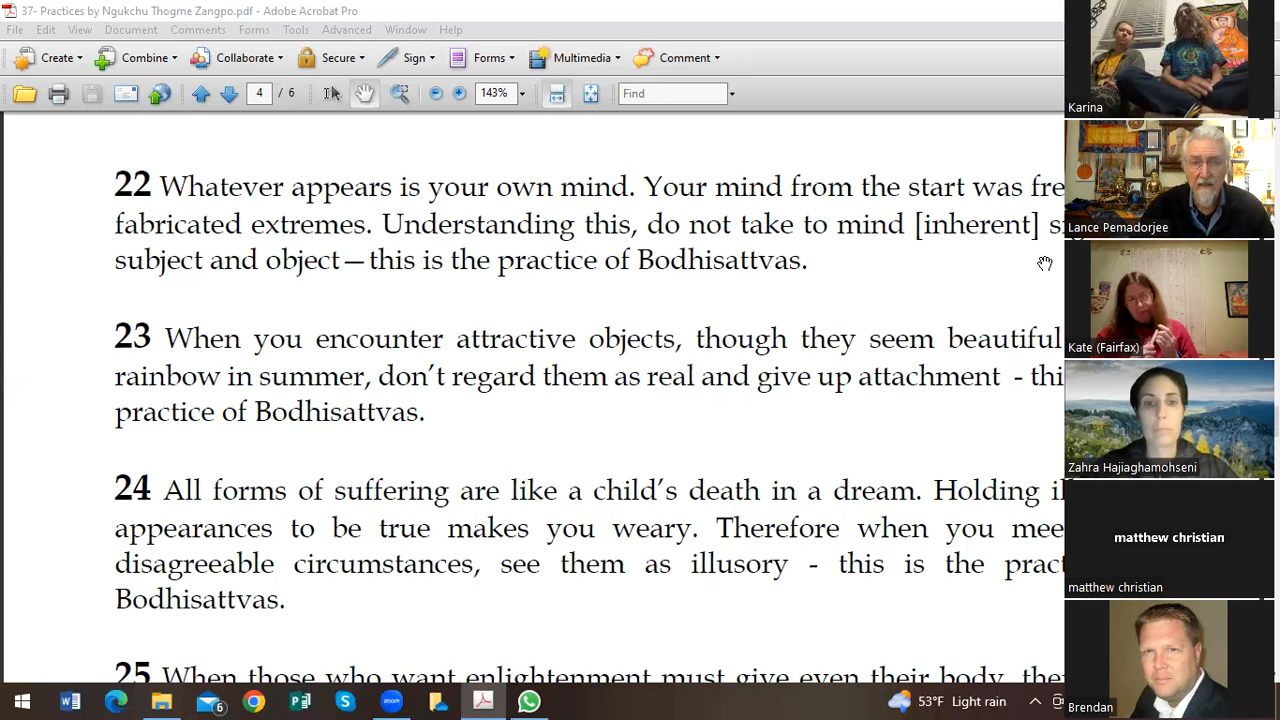 37- Practices by Ngukchu Thogme Zangpo.pdf - Adobe Acrobat Pro
File Edit View Document Comments Forms Tools Advanced Window Help
Create Combine Collaborate Secure Sign Forms Multimedia Comment
4 / 6 143% Find
22 Whatever appears is your own mind. Your mind from the start was fre
fabricated extremes. Understanding this, do not take to mind [inherent] si
subject and object—this is the practice of Bodhisattvas.
23 When you encounter attractive objects, though they seem beautiful
rainbow in summer, don't regard them as real and give up attachment - thi
practice of Bodhisattvas.
24 All forms of suffering are like a child's death in a dream. Holding il
appearances to be true makes you weary. Therefore when you mee
disagreeable circumstances, see them as illusory - this is the pract
Bodhisattvas.
25 When those who want enlightenment must give even their body, the
Karina
Lance Pemadorjee
Kate (Fairfax)
Zahra Hajiaghamohseni
matthew christian
matthew christian
Brendan
6 zoom 53°F Light rain